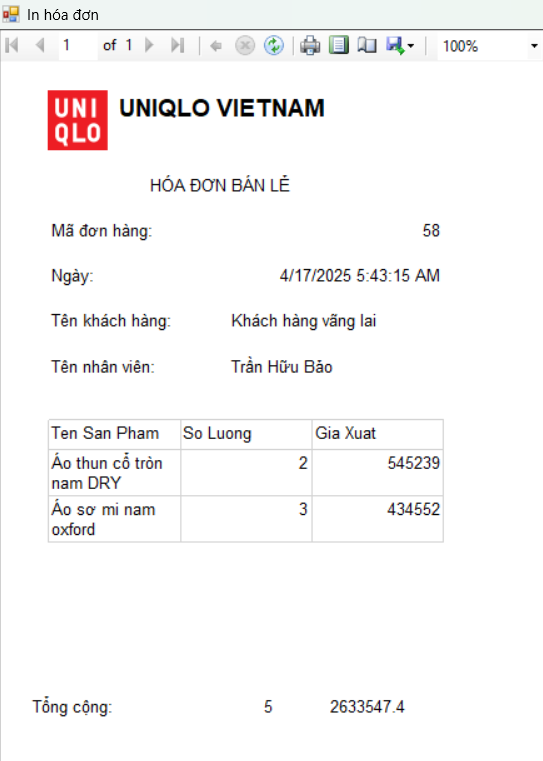 In hóa đơn
1 of 1 100%
UNI
QLO
UNIQLO VIETNAM
HÓA ĐƠN BÁN LẺ
Mã đơn hàng: 58
Ngày: 4/17/2025 5:43:15 AM
Tên khách hàng: Khách hàng vãng lai
Tên nhân viên: Trần Hữu Bảo
Ten San Pham So Luong Gia Xuat
Áo thun cổ tròn 2 545239
nam DRY
Áo sơ mi nam 3 434552
oxford
Tổng cộng: 5 2633547.4